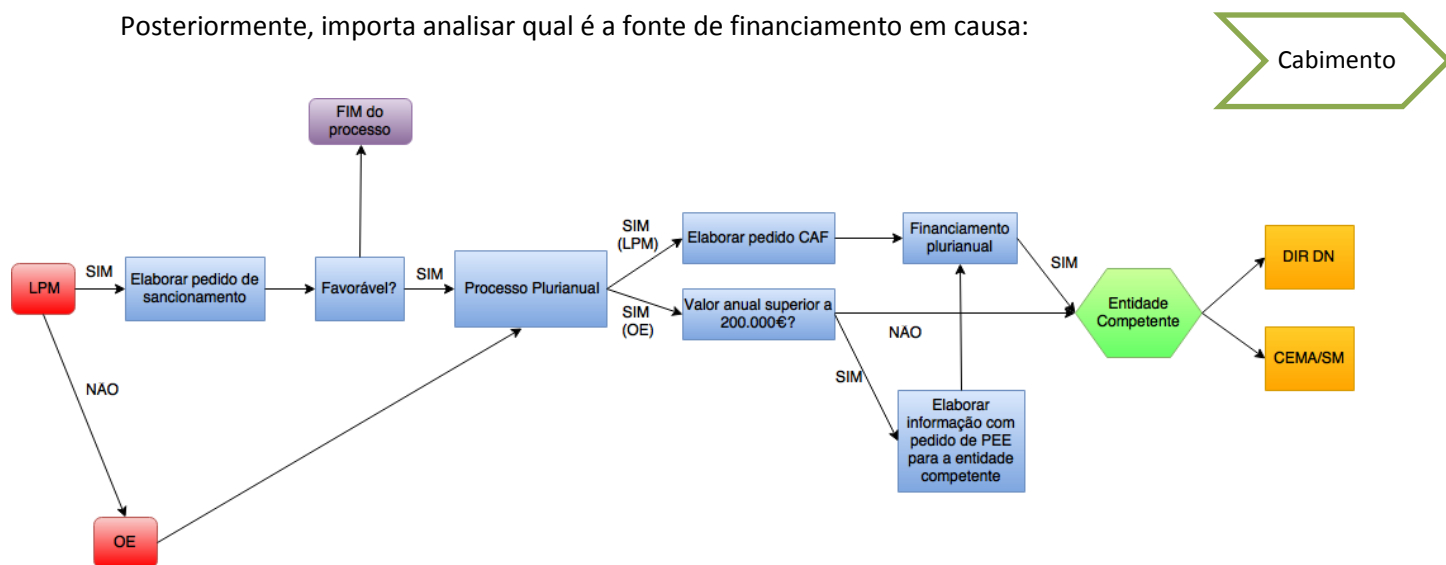 Posteriormente, importa analisar qual é a fonte de financiamento em causa:
Cabimento
FIM do
processo
LPM
SIM
Elaborar pedido de
sancionamento
Favorável?
SIM
Processo Plurianual
SIM
(LPM)
Elaborar pedido CAF
Financiamento
plurianual
SIM
SIM
(OE)
Valor anual superior a
200.000€?
NÃO
SIM
Elaborar
informação com
pedido de PEE
para a entidade
competente
Entidade
Competente
DIR DN
CEMA/SM
NÃO
OE